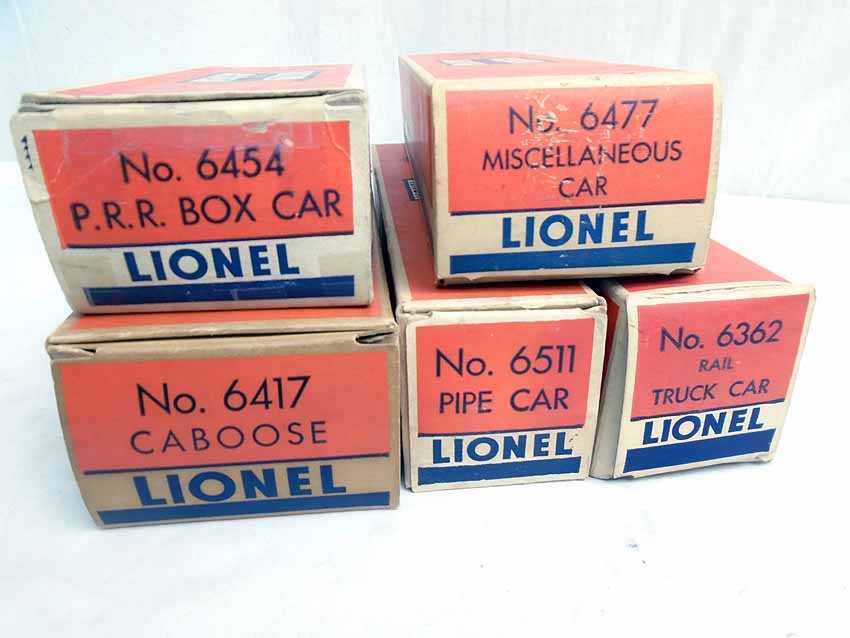 No. 6454
P.R.R. BOX CAR
LIONEL
No. 6477
MISCELLANEOUS
CAR
LIONEL
No. 6417
CABOOSE
LIONEL
No. 6511
PIPE CAR
LIONEL
No. 6362
RAIL
TRUCK CAR
LIONEL